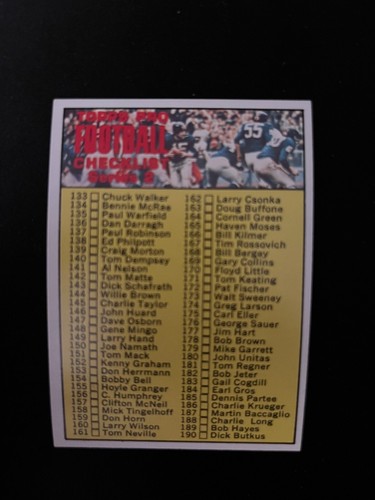 TOPPS PRO
FOOTBALL
CHECKLIST
Series 2
55
133 Chuck Walker
134 Bennie McRae
135 Paul Warfield
136 Dan Darragh
137 Paul Robinson
138 Ed Philpott
139 Craig Morton
140 Tom Dempsey
141 Al Nelson
142 Tom Matte
143 Dick Schafrath
144 Willie Brown
145 Charlie Taylor
146 John Huard
147 Dave Osborn
148 Gene Mingo
149 Larry Hand
150 Joe Namath
151 Tom Mack
152 Kenny Graham
153 Don Herrmann
154 Bobby Bell
155 Hoyle Granger
156 C. Humphrey
157 Clifton McNeil
158 Mick Tingelhoff
159 Don Horn
160 Larry Wilson
161 Tom Neville
162 Larry Csonka
163 Doug Buffone
164 Cornell Green
165 Haven Moses
166 Bill Kilmer
167 Tim Rossovich
168 Bill Bergey
169 Gary Collins
170 Floyd Little
171 Tom Keating
172 Pat Fischer
173 Walt Sweeney
174 Greg Larson
175 Carl Eller
176 George Sauer
177 Jim Hart
178 Bob Brown
179 Mike Garrett
180 John Unitas
181 Tom Regner
182 Bob Jeter
183 Gail Cogdill
184 Earl Gros
185 Dennis Partee
186 Charlie Krueger
187 Martin Baccaglio
188 Charlie Long
189 Bob Hayes
190 Dick Butkus